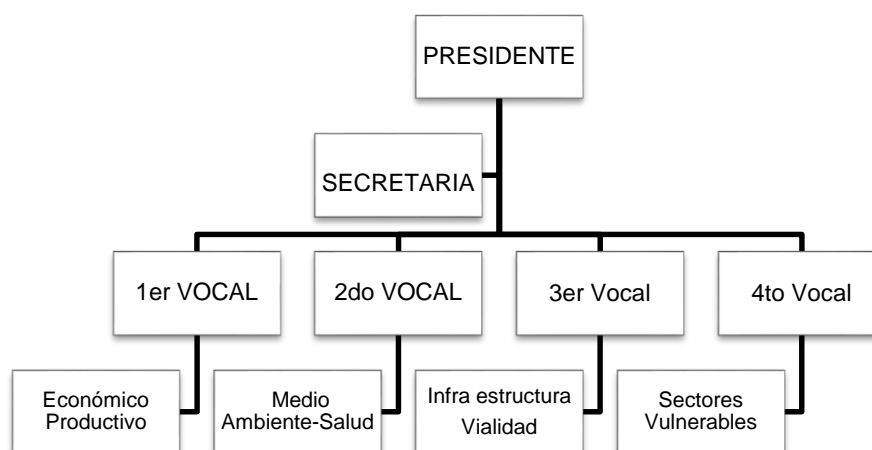 PRESIDENTE
SECRETARIA
1er VOCAL
2do VOCAL
3er Vocal
4to Vocal
Económico
Productivo
Medio
Ambiente-Salud
Infra estructura
Vialidad
Sectores
Vulnerables